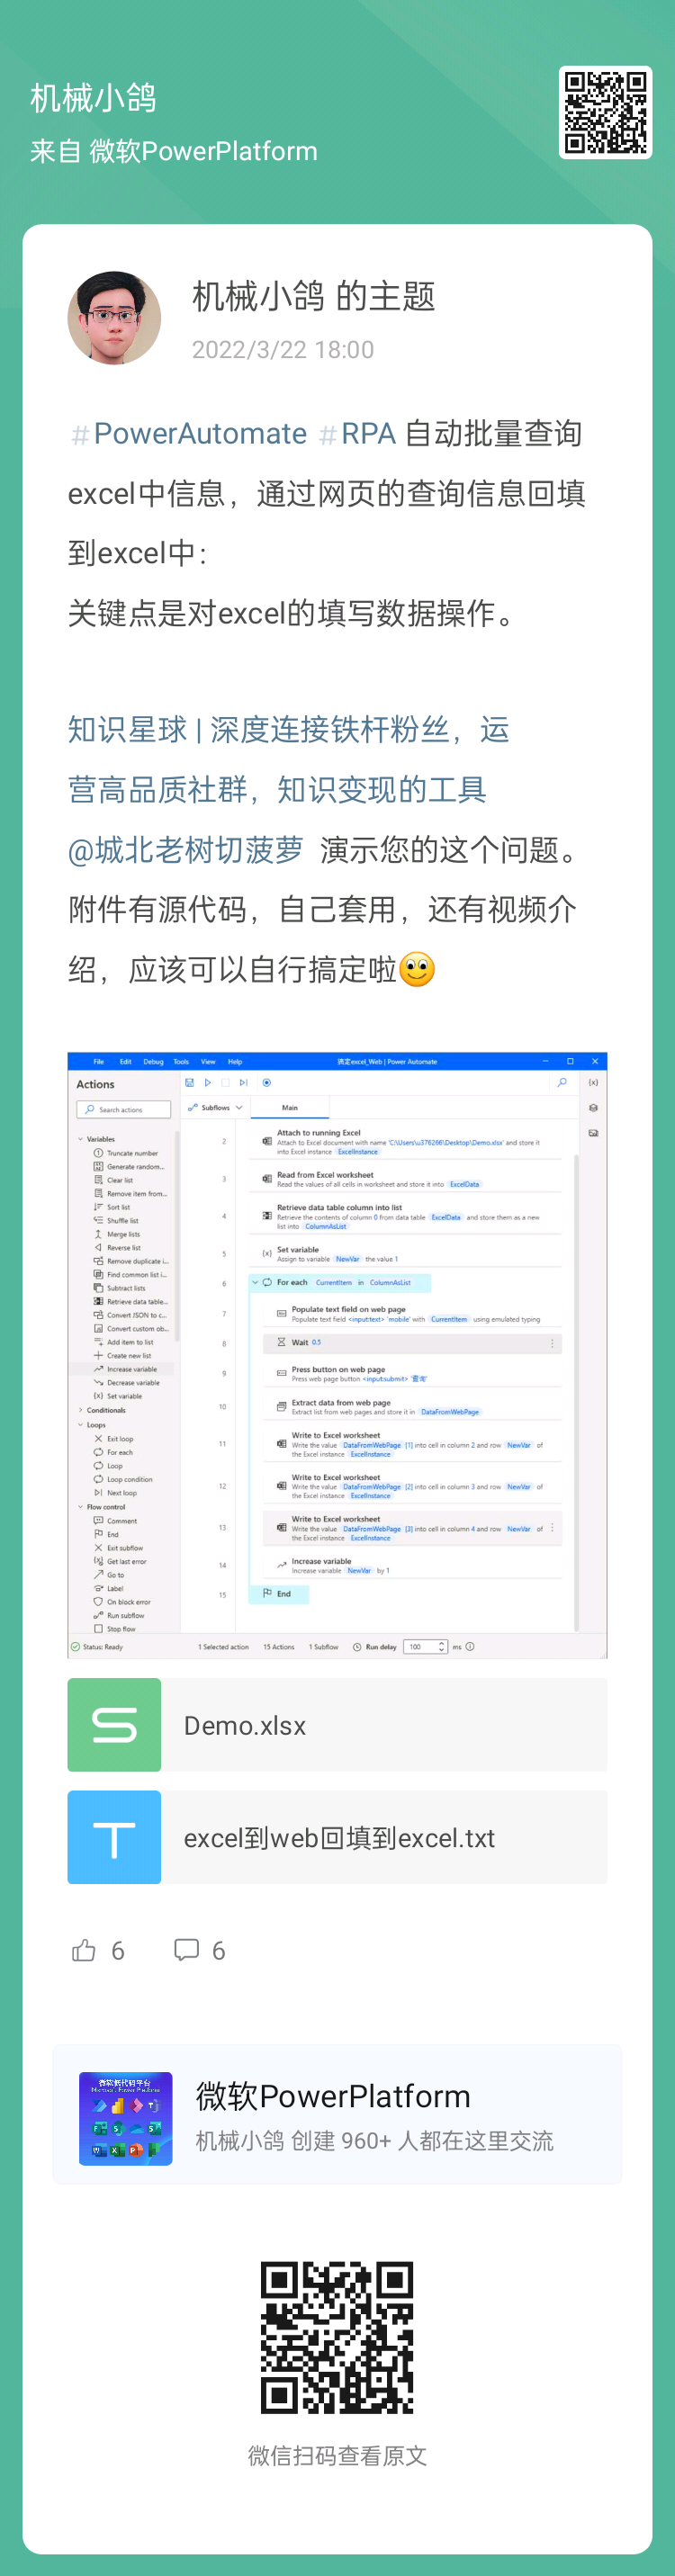 机械小鸽
来自 微软PowerPlatform
机械小鸽 的主题
2022/3/22 18:00
#PowerAutomate #RPA 自动批量查询
excel中信息，通过网页的查询信息回填
到excel中：
关键点是对excel的填写数据操作。
知识星球 | 深度连接铁杆粉丝，运
营高品质社群，知识变现的工具
@城北老树切菠萝 演示您的这个问题。
附件有源代码，自己套用，还有视频介
绍，应该可以自行搞定啦
File Edit Debug Tools View Help 搞定excel_Web | Power Automate
Actions
Search actions
Variables
Truncate number
Generate random...
Clear list
Remove item from...
Sort list
Shuffle list
Merge lists
Reverse list
Remove duplicate i...
Find common list i...
Subtract lists
Retrieve data table...
Convert JSON to c...
Convert custom ob...
Add item to list
Create new list
Increase variable
Decrease variable
Set variable
Conditionals
Loops
Exit loop
For each
Loop
Loop condition
Next loop
Flow control
Comment
End
Exit subflow
Get last error
Go to
Label
On block error
Run subflow
Stop flow
Subflows Main
2 Attach to running Excel
Attach to Excel document with name 'C:\Users\u376266\Desktop\Demo.xlsx' and store it
into Excel instance ExcelInstance
3 Read from Excel worksheet
Read the values of all cells in worksheet and store it into ExcelData
4 Retrieve data table column into list
Retrieve the contents of column 0 from data table ExcelData and store them as a new
list into ColumnAsList
5 Set variable
Assign to variable NewVar the value 1
6 For each CurrentItem in ColumnAsList
7 Populate text field on web page
Populate text field <input:text> 'mobile' with CurrentItem using emulated typing
8 Wait 0.5
9 Press button on web page
Press web page button <input:submit> '查询'
10 Extract data from web page
Extract list from web pages and store it in DataFromWebPage
11 Write to Excel worksheet
Write the value DataFromWebPage [1] into cell in column 2 and row NewVar of
the Excel instance ExcelInstance
12 Write to Excel worksheet
Write the value DataFromWebPage [2] into cell in column 3 and row NewVar of
the Excel instance ExcelInstance
13 Write to Excel worksheet
Write the value DataFromWebPage [3] into cell in column 4 and row NewVar of
the Excel instance ExcelInstance
14 Increase variable
Increase variable NewVar by 1
15 End
Status: Ready 1 Selected action 15 Actions 1 Subflow Run delay 100 ms
Demo.xlsx
excel到web回填到excel.txt
6 6
微软低代码平台
Microsoft Power Platform
微软PowerPlatform
机械小鸽 创建 960+ 人都在这里交流
微信扫码查看原文